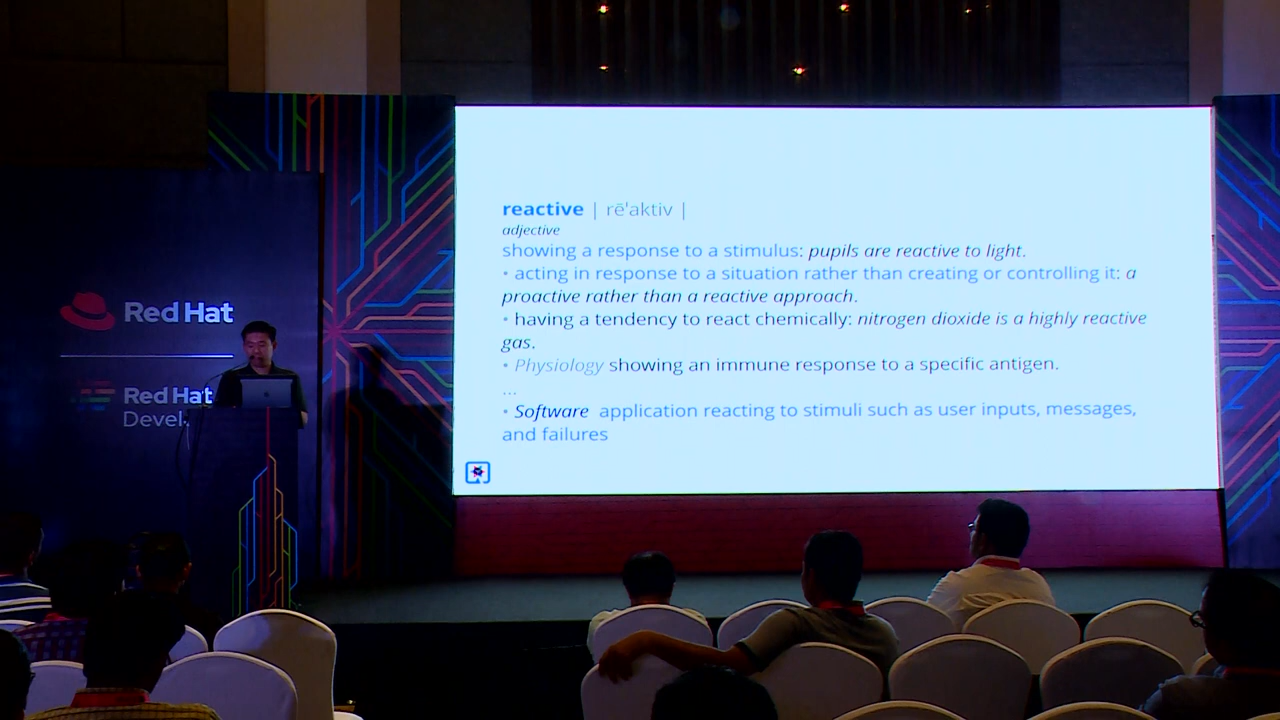 Red Hat
Red Hat
Devel
reactive | rē'aktiv |
adjective
showing a response to a stimulus: pupils are reactive to light.
• acting in response to a situation rather than creating or controlling it: a
proactive rather than a reactive approach.
• having a tendency to react chemically: nitrogen dioxide is a highly reactive
gas.
• Physiology showing an immune response to a specific antigen.
...
• Software application reacting to stimuli such as user inputs, messages,
and failures